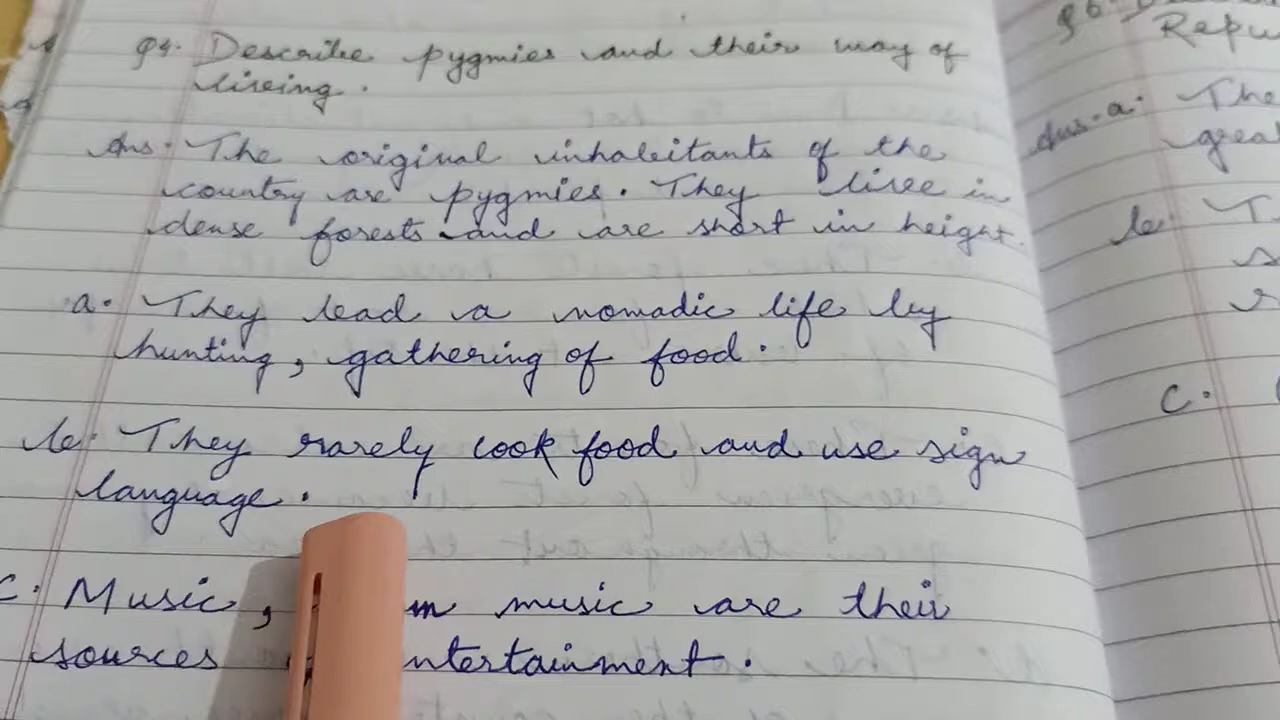 Q4. Describe pygmies and their way of
liveing.
Ans. The original inhabitants of the
country are pygmies. They live in
dense forests and are short in height.
a. They lead a nomadic life by
hunting, gathering of food.
b. They rarely cook food and use sign
language.
c. Music, music are their
sources entertainment.
Q6.
Repu
Ans-a. The
grea
b. T
s
r
C.